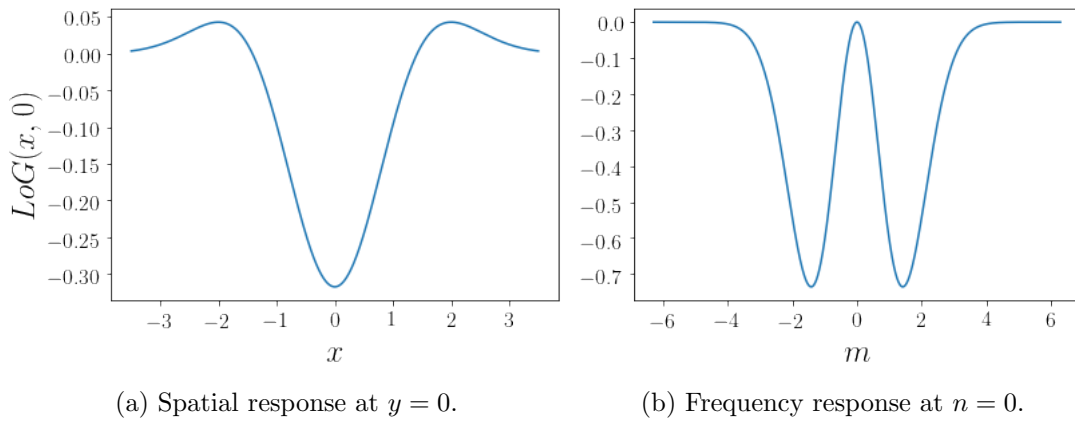 0.05
0.00
−0.05
−0.10
−0.15
−0.20
−0.25
−0.30
LoG(x, 0)
−3 −2 −1 0 1 2 3
x
(a) Spatial response at y = 0.
0.0
−0.1
−0.2
−0.3
−0.4
−0.5
−0.6
−0.7
−6 −4 −2 0 2 4 6
m
(b) Frequency response at n = 0.